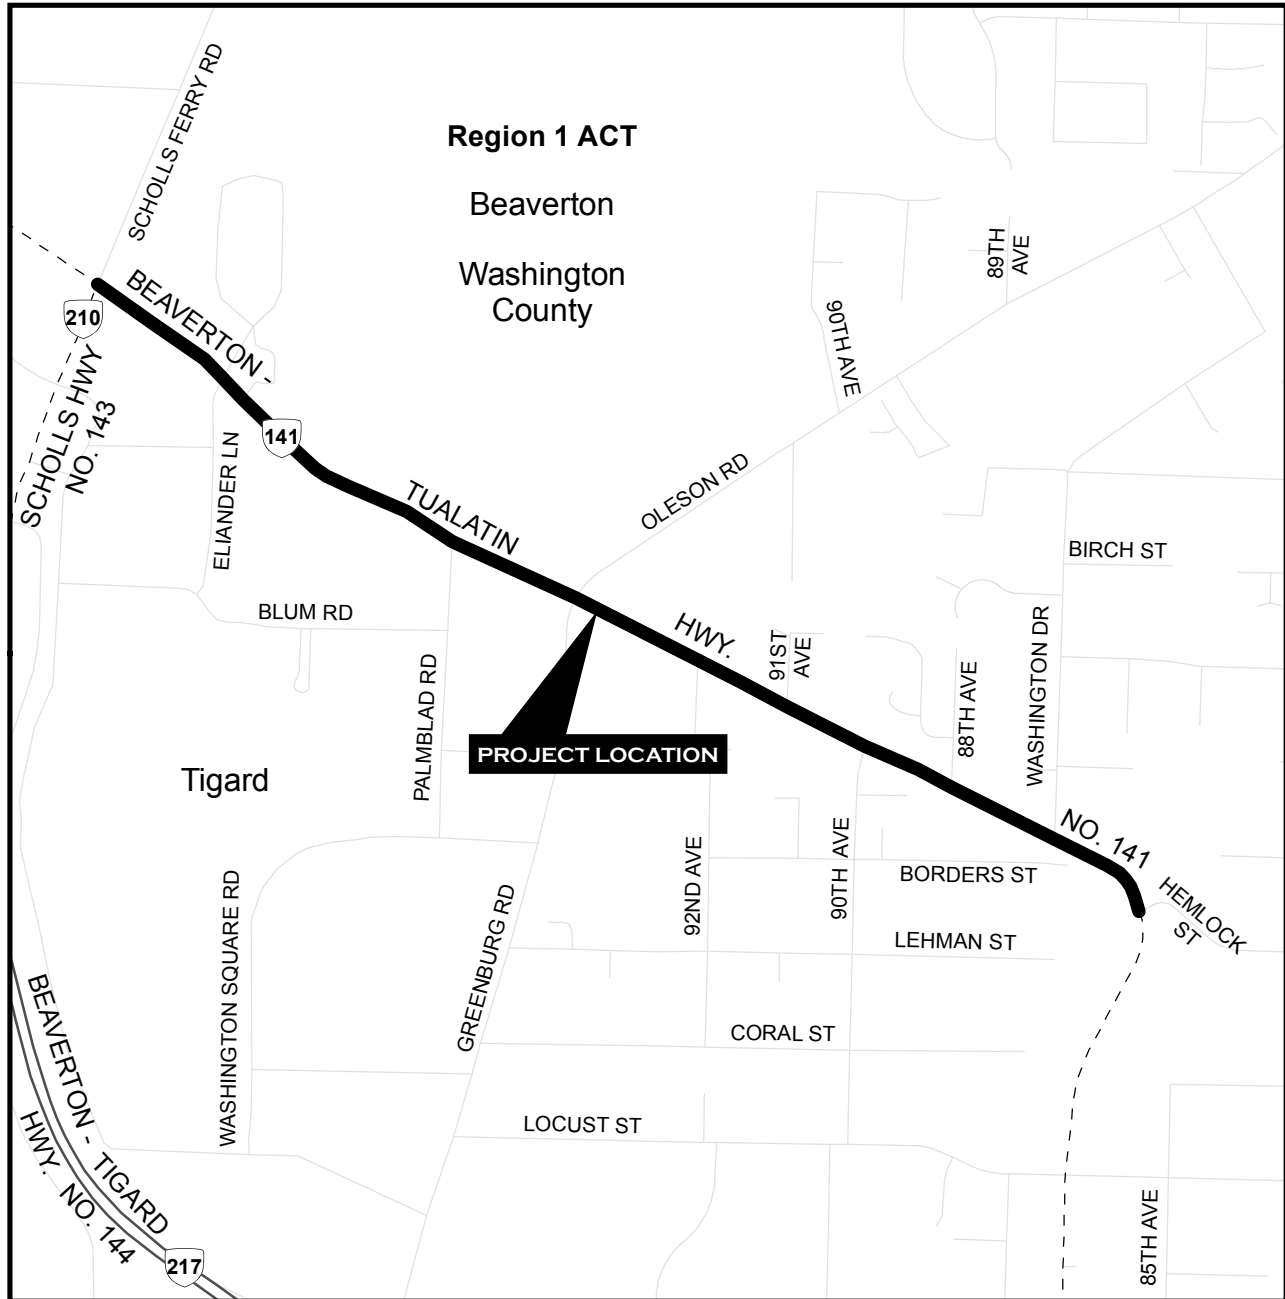 SCHOLLS FERRY RD
Region 1 ACT
Beaverton
Washington
County
89TH
AVE
90TH AVE
BEAVERTON -
210
SCHOLLS HWY
NO. 143
141
ELIANDER LN
TUALATIN
OLESON RD
BIRCH ST
BLUM RD
HWY.
91ST
AVE
WASHINGTON DR
88TH AVE
PALMBLAD RD
PROJECT LOCATION
Tigard
NO. 141
92ND AVE
90TH AVE
BORDERS ST
HEMLOCK
ST
WASHINGTON SQUARE RD
GREENBURG RD
LEHMAN ST
CORAL ST
BEAVERTON - TIGARD
HWY. NO. 144
LOCUST ST
217
85TH AVE